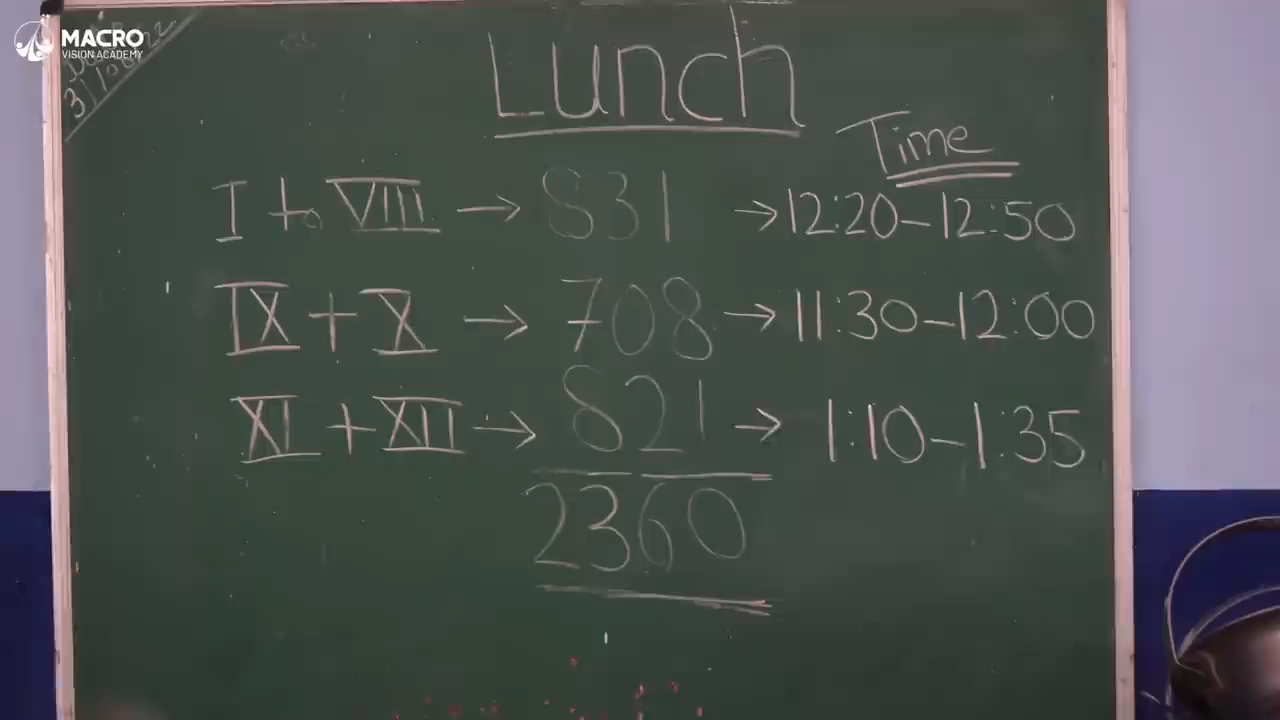 MACRO
VISION ACADEMY
Lunch
Time
I to VIII → 831 → 12:20-12:50
IX + X → 708 → 11:30-12:00
XI + XII → 821 → 1:10-1:35
2360